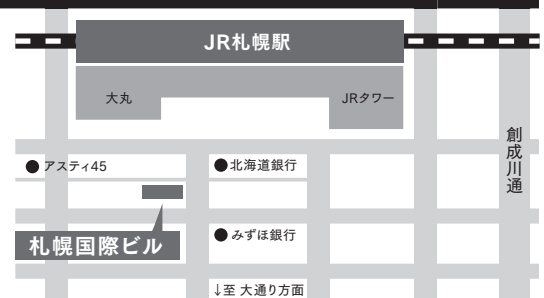 JR札幌駅
大丸
JRタワー
創成川通
●アスティ45
●北海道銀行
札幌国際ビル
●みずほ銀行
↓至 大通り方面